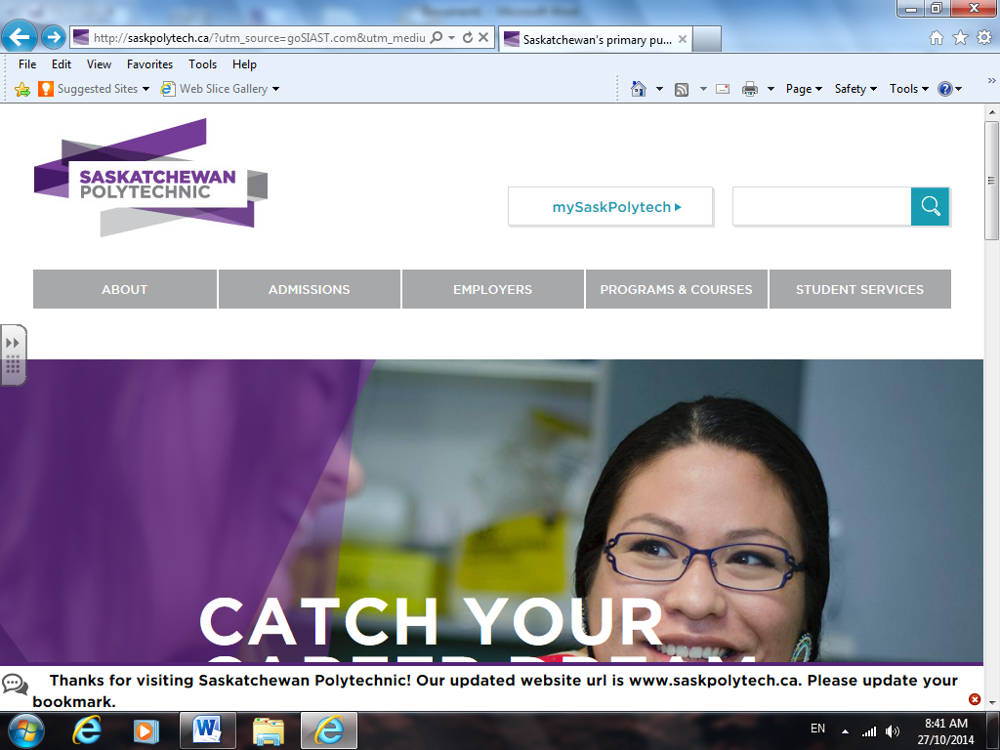 http://saskpolytech.ca/?utm_source=goSIAST.com&utm_mediu
Saskatchewan's primary pu...
File Edit View Favorites Tools Help
Suggested Sites Web Slice Gallery
Page Safety Tools
SASKATCHEWAN
POLYTECHNIC
mySaskPolytech
ABOUT ADMISSIONS EMPLOYERS PROGRAMS & COURSES STUDENT SERVICES
CATCH YOUR
CAREER DREAM
Thanks for visiting Saskatchewan Polytechnic! Our updated website url is www.saskpolytech.ca. Please update your
bookmark.
EN
8:41 AM
27/10/2014